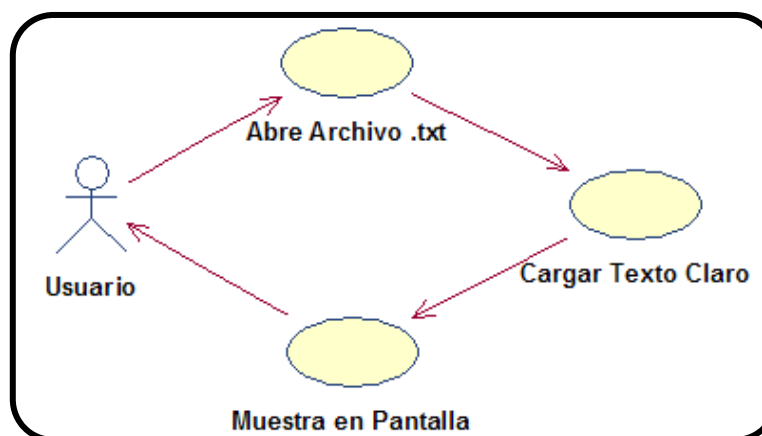 Abre Archivo .txt
Usuario
Cargar Texto Claro
Muestra en Pantalla